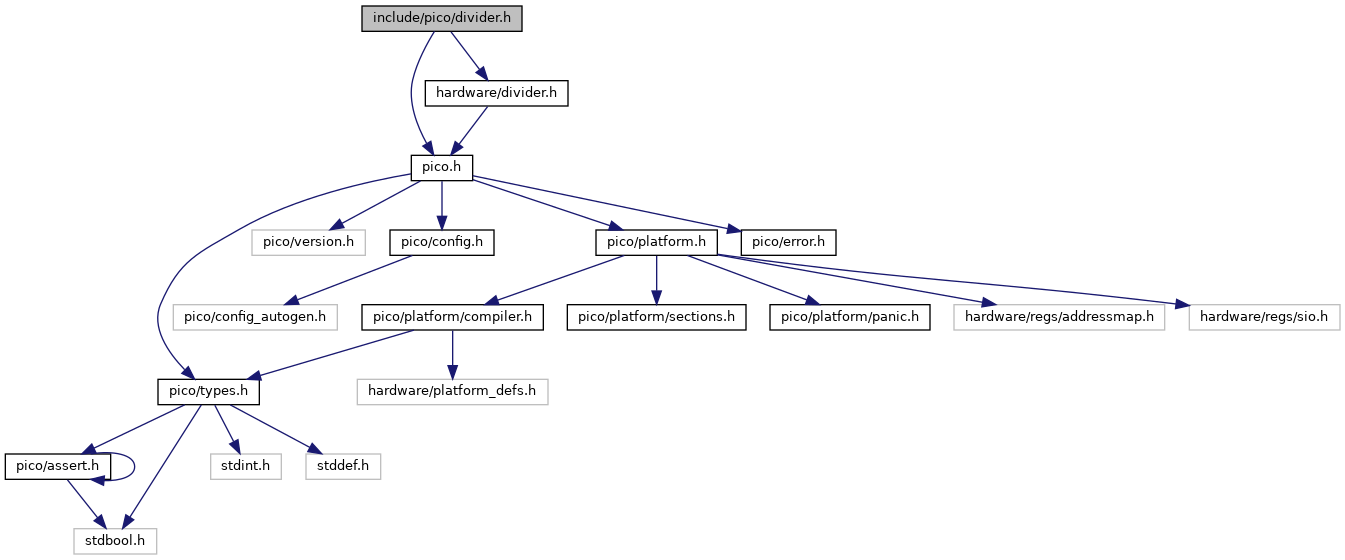 include/pico/divider.h
hardware/divider.h
pico.h
pico/version.h
pico/config.h
pico/platform.h
pico/error.h
pico/config_autogen.h
pico/platform/compiler.h
pico/platform/sections.h
pico/platform/panic.h
hardware/regs/addressmap.h
hardware/regs/sio.h
pico/types.h
hardware/platform_defs.h
pico/assert.h
stdint.h
stddef.h
stdbool.h